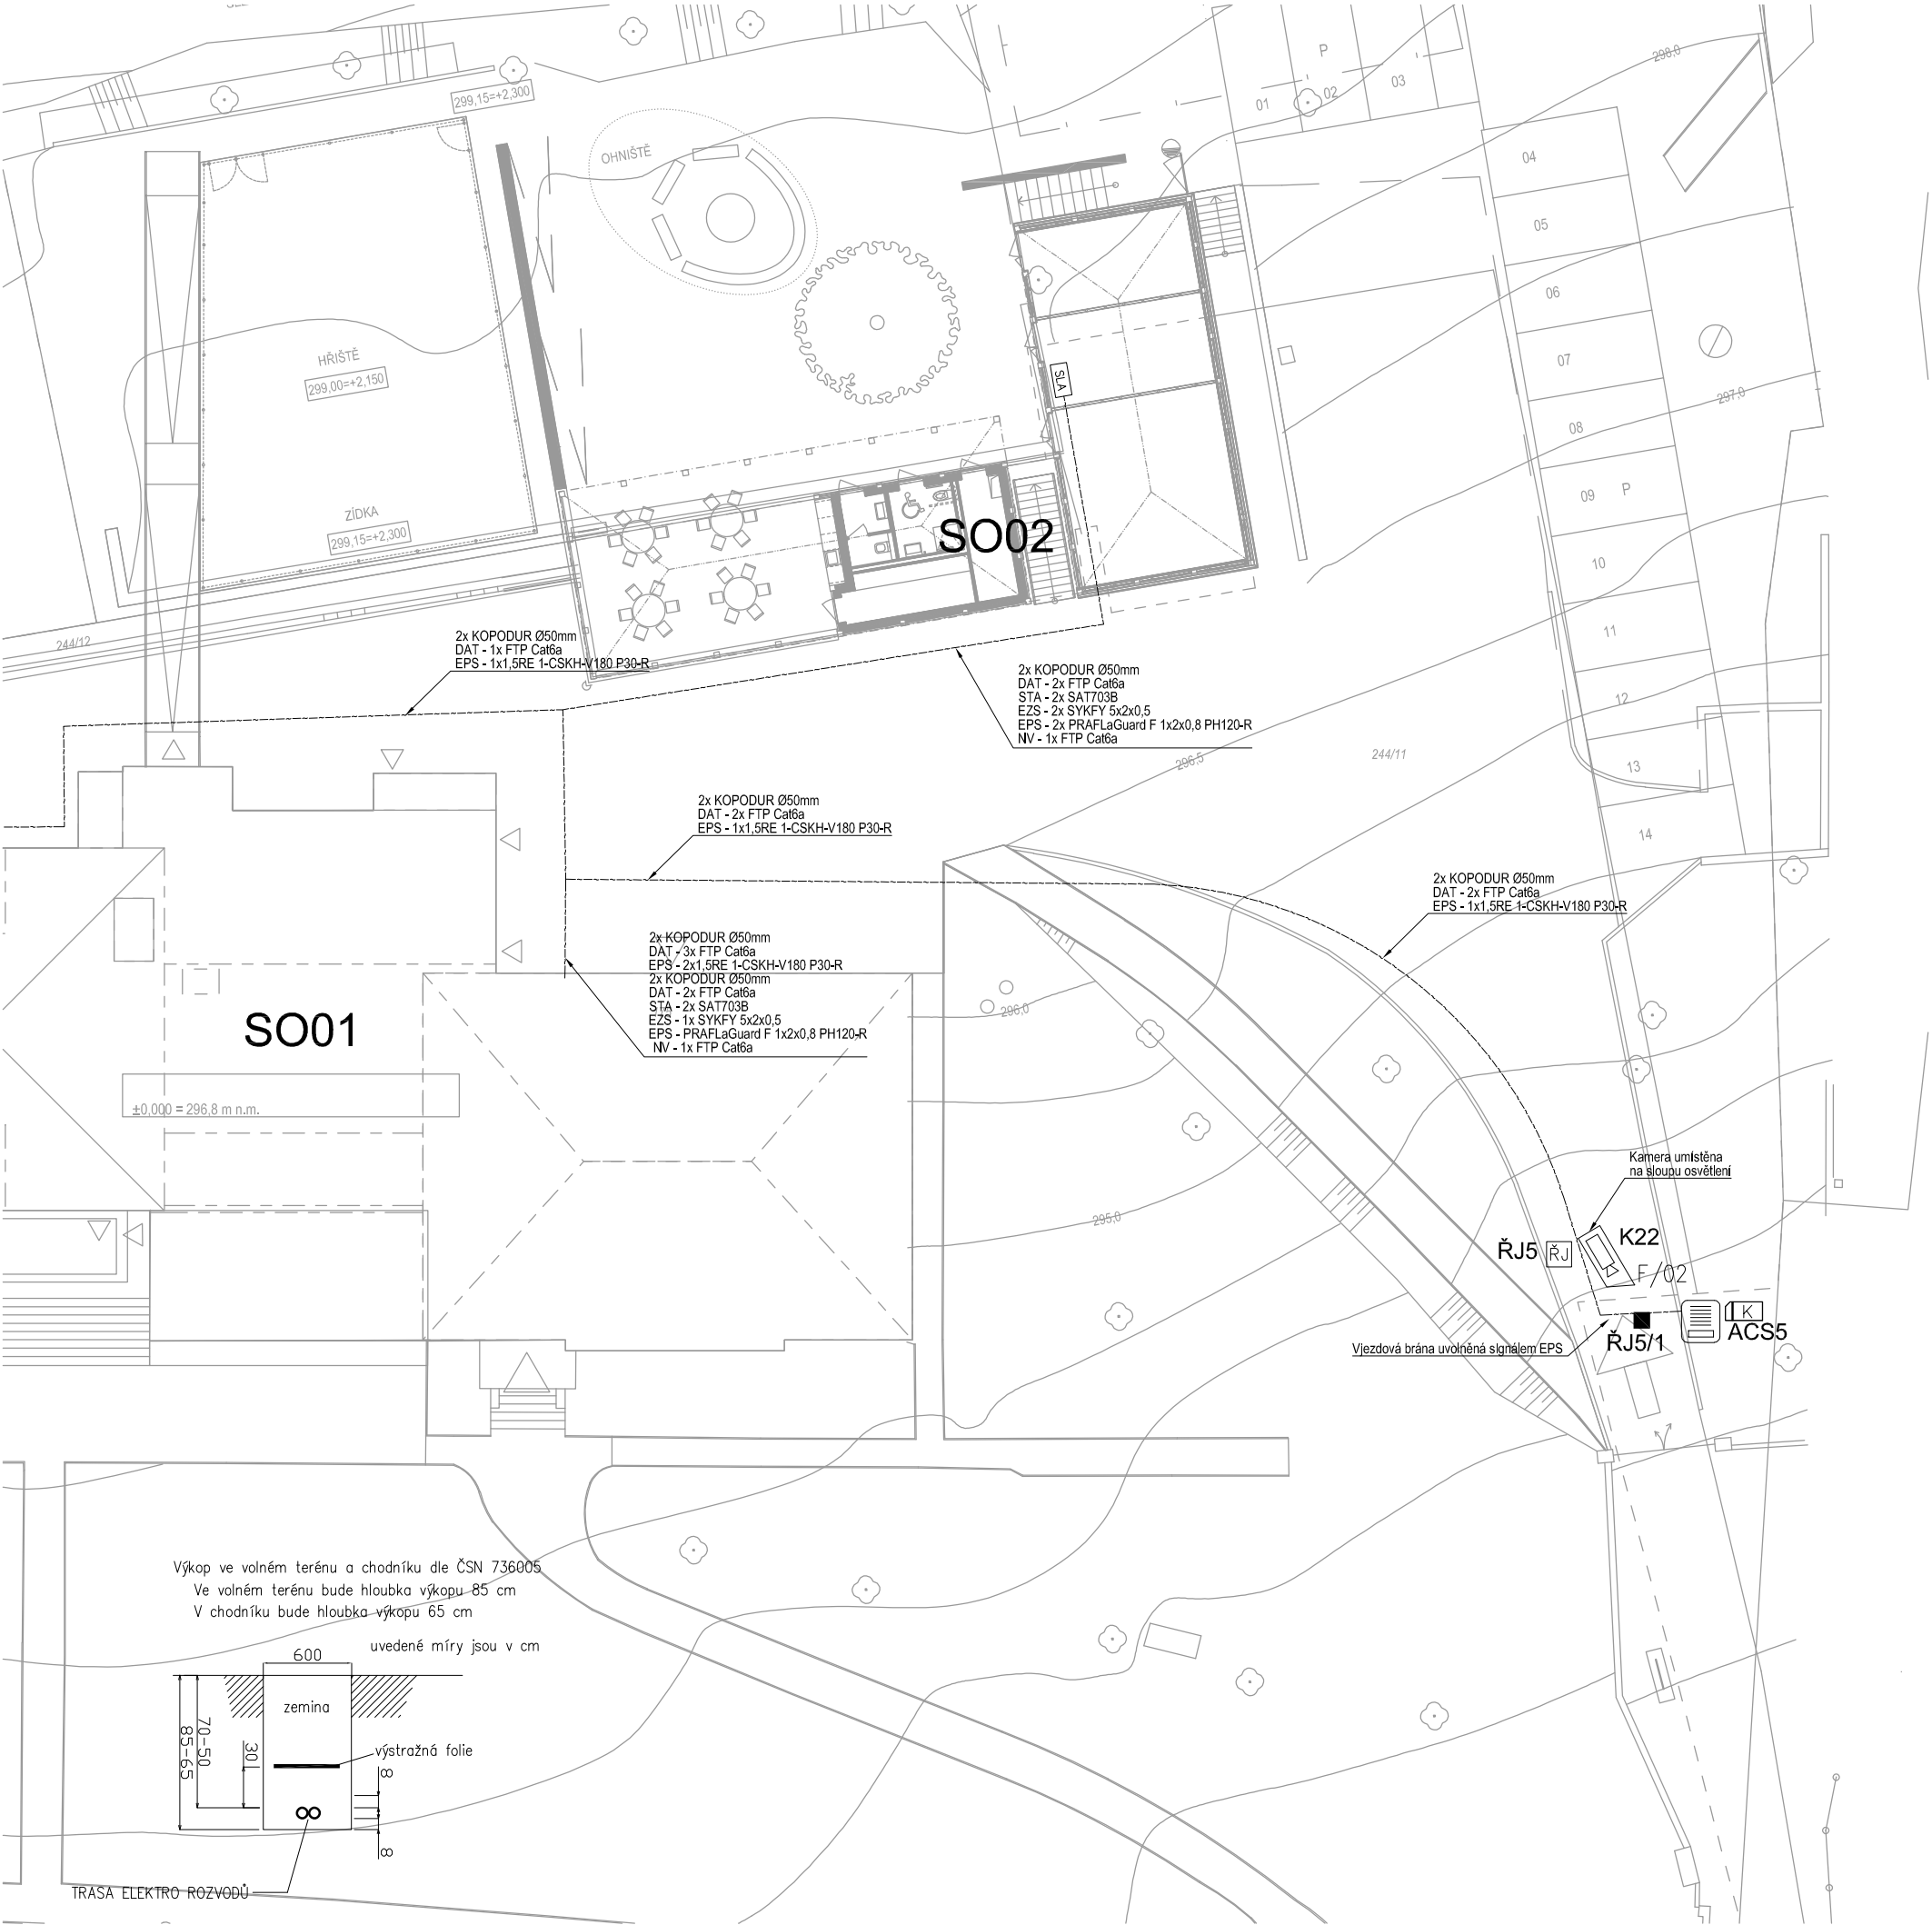 299,15=+2,300
P
01
02
03
298,0
OHNIŠTĚ
04
05
06
07
08
297,0
09 P
10
11
12
13
14
HŘIŠTĚ
299,00=+2,150
SLA
ZÍDKA
299,15=+2,300
SO02
244/12
2x KOPODUR Ø50mm
DAT - 1x FTP Cat6a
EPS - 1x1,5RE 1-CSKH-V180 P30-R
2x KOPODUR Ø50mm
DAT - 2x FTP Cat6a
STA - 2x SAT703B
EZS - 2x SYKFY 5x2x0,5
EPS - 2x PRAFLaGuard F 1x2x0,8 PH120-R
NV - 1x FTP Cat6a
296,5
244/11
2x KOPODUR Ø50mm
DAT - 2x FTP Cat6a
EPS - 1x1,5RE 1-CSKH-V180 P30-R
2x KOPODUR Ø50mm
DAT - 2x FTP Cat6a
EPS - 1x1,5RE 1-CSKH-V180 P30-R
2x KOPODUR Ø50mm
DAT - 3x FTP Cat6a
EPS - 2x1,5RE 1-CSKH-V180 P30-R
2x KOPODUR Ø50mm
DAT - 2x FTP Cat6a
STA - 2x SAT703B
EZS - 1x SYKFY 5x2x0,5
EPS - PRAFLaGuard F 1x2x0,8 PH120-R
NV - 1x FTP Cat6a
296,0
SO01
±0,000 = 296,8 m n.m.
295,0
Kamera umístěna
na sloupu osvětlení
K22
ŘJ5 ŘJ
F/02
K
ACS5
ŘJ5/1
Vjezdová brána uvolněná signálem EPS
Výkop ve volném terénu a chodníku dle ČSN 736005
Ve volném terénu bude hloubka výkopu 85 cm
V chodníku bude hloubka výkopu 65 cm
uvedené míry jsou v cm
600
zemina
70-50
85-65
30
výstražná folie
8
8
TRASA ELEKTRO ROZVODŮ